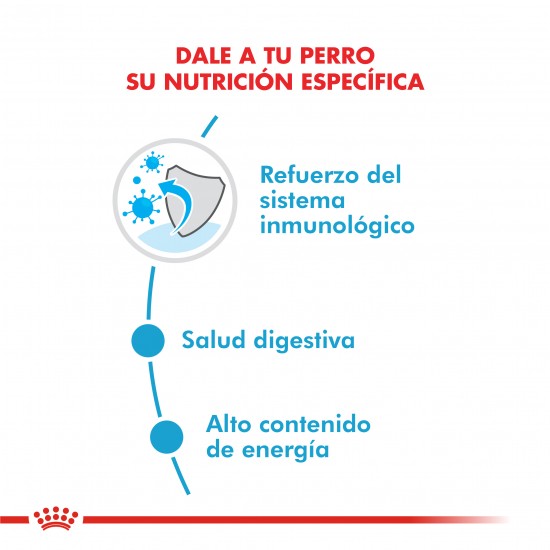 DALE A TU PERRO
SU NUTRICIÓN ESPECÍFICA
Refuerzo del
sistema
inmunológico
Salud digestiva
Alto contenido
de energía